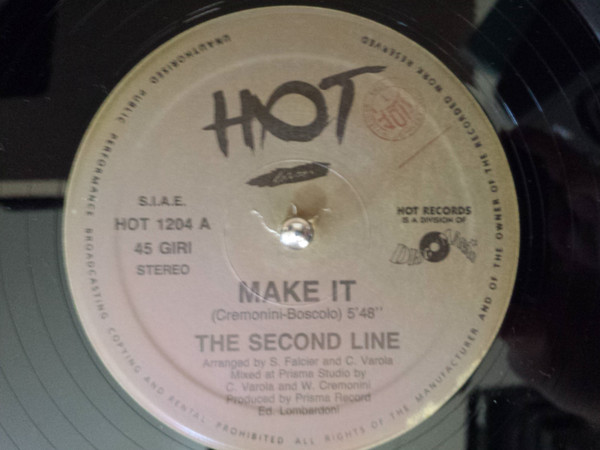 UNAUTHORISED PUBLIC PERFORMANCE BROADCASTING COPYING AND RENTAL PROHIBITED ALL RIGHTS OF THE MANUFACTURER AND OF THE OWNER OF THE RECORDED WORK RESERVED
HOT
S.I.A.E.
HOT 1204 A
45 GIRI
STEREO
HOT RECORDS
IS A DIVISION OF
MAKE IT
(Cremonini-Boscolo) 5'48''
THE SECOND LINE
Arranged by S. Falcier and C. Varola
Mixed at Prisma Studio by
C. Varola and W. Cremonini
Produced by Prisma Record
Ed. Lombardoni